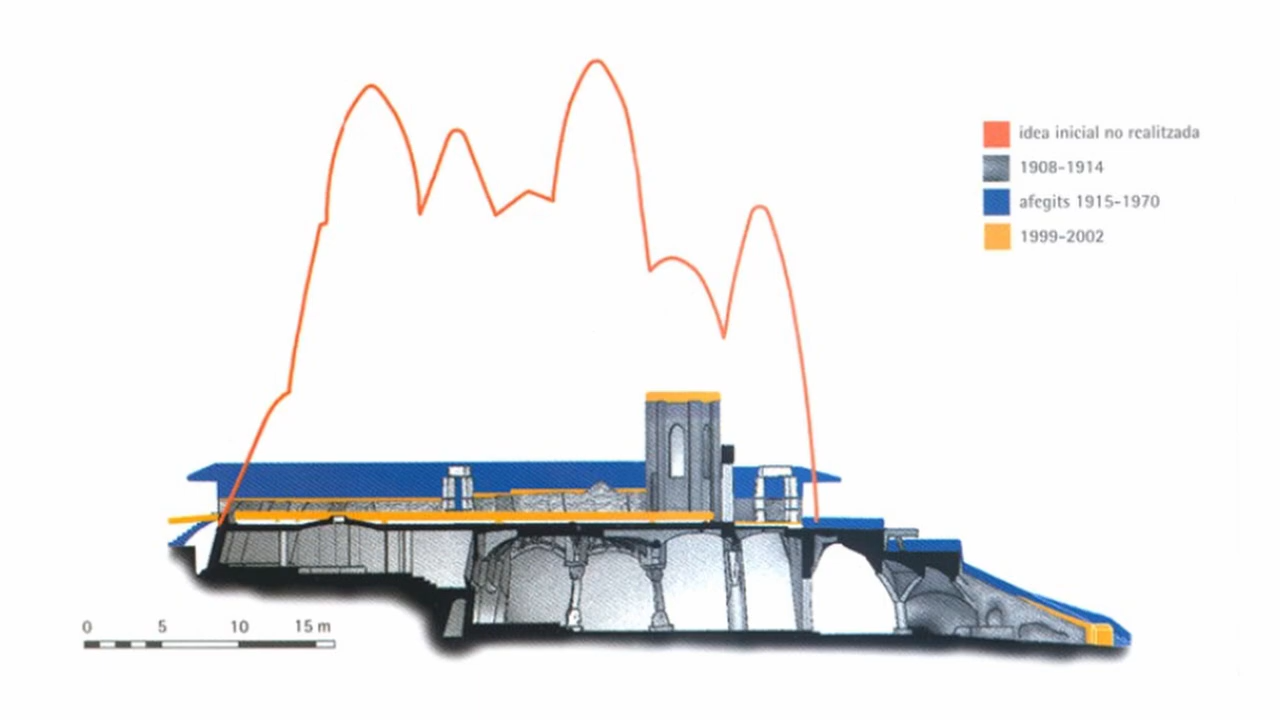 idea inicial no realitzada
1908-1914
afegits 1915-1970
1999-2002
0 5 10 15 m